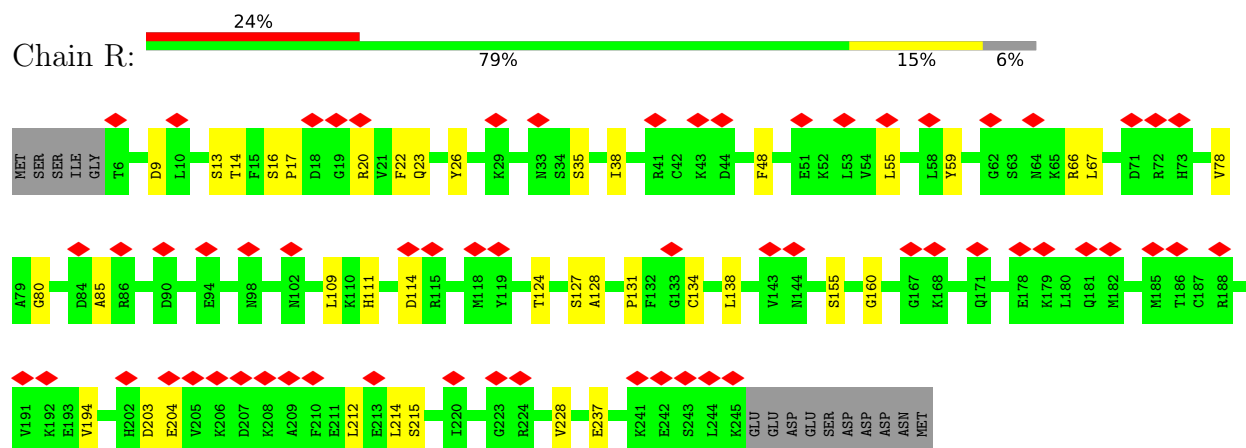 24%
Chain R:
79% 15% 6%
MET SER SER ILE GLY T6 D9 L10 S13 T14 F15 S16 P17 D18 G19 R20 V21 F22 Q23 Y26 K29 N33 S34 S35 I38 R41 C42 K43 D44 F48 E51 K52 L53 V54 L55 L58 Y59 G62 S63 N64 K65 R66 L67 D71 R72 H73 V78
A79 G80 D84 A85 R86 D90 E94 N98 N102 L109 K110 H111 D114 R115 M118 Y119 T124 S127 A128 P131 F132 G133 C134 L138 V143 N144 S155 G160 G167 K168 Q171 E178 K179 L180 Q181 M182 M185 T186 C187 R188
V191 K192 E193 V194 H202 D203 E204 V205 K206 D207 K208 A209 F210 E211 L212 E213 L214 S215 I220 G223 R224 V228 E237 K241 E242 S243 L244 K245 GLU GLU ASP GLU SER ASP ASP ASP ASN MET